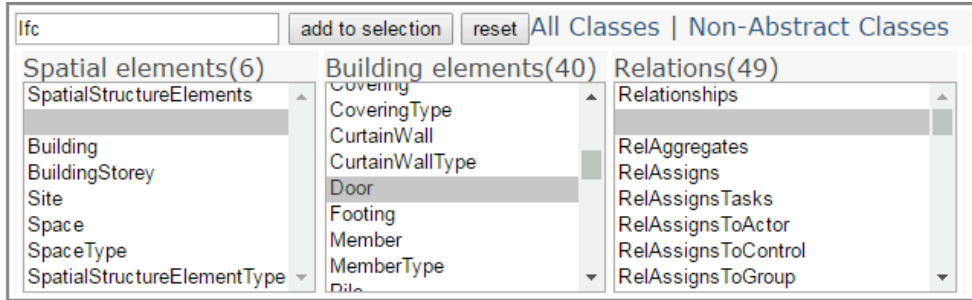 Ifc add to selection reset All Classes | Non-Abstract Classes
Spatial elements(6)
SpatialStructureElements
Building
BuildingStorey
Site
Space
SpaceType
SpatialStructureElementType
Building elements(40)
Covering
CoveringType
CurtainWall
CurtainWallType
Door
Footing
Member
MemberType
Pile
Relations(49)
Relationships
RelAggregates
RelAssigns
RelAssignsTasks
RelAssignsToActor
RelAssignsToControl
RelAssignsToGroup